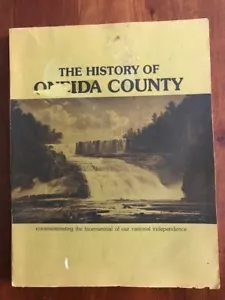 THE HISTORY OF
ONEIDA COUNTY
commemorating the bicentennial of our national independence